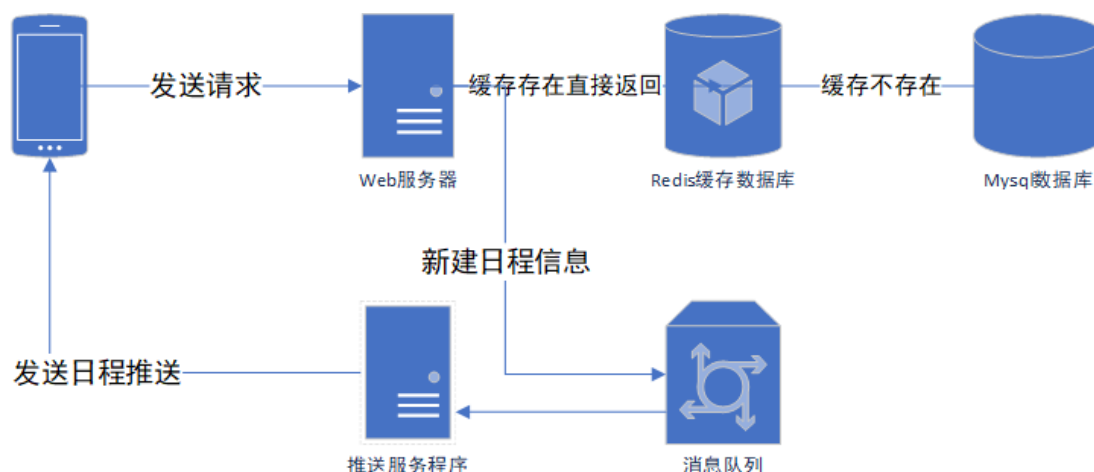 发送请求
缓存存在直接返回
缓存不存在
Web服务器
Redis缓存数据库
Mysql数据库
新建日程信息
发送日程推送
推送服务程序
消息队列